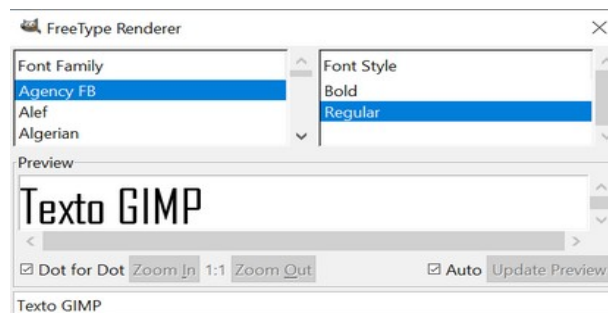 FreeType Renderer
Font Family
Agency FB
Alef
Algerian
Font Style
Bold
Regular
Preview
Texto GIMP
Dot for Dot Zoom In 1:1 Zoom Out Auto Update Preview
Texto GIMP